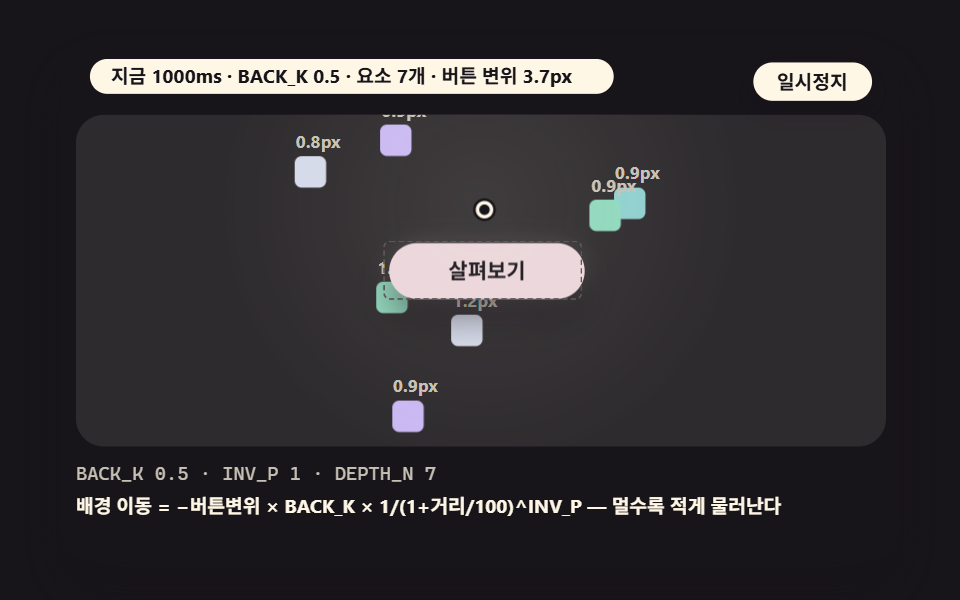 지금 1000ms · BACK_K 0.5 · 요소 7개 · 버튼 변위 3.7px
일시정지
0.8px
0.9px
0.9px
살펴보기
1.2px
0.9px
BACK_K 0.5 · INV_P 1 · DEPTH_N 7
배경 이동 = −버튼변위 × BACK_K × 1/(1+거리/100)^INV_P — 멀수록 적게 물러난다